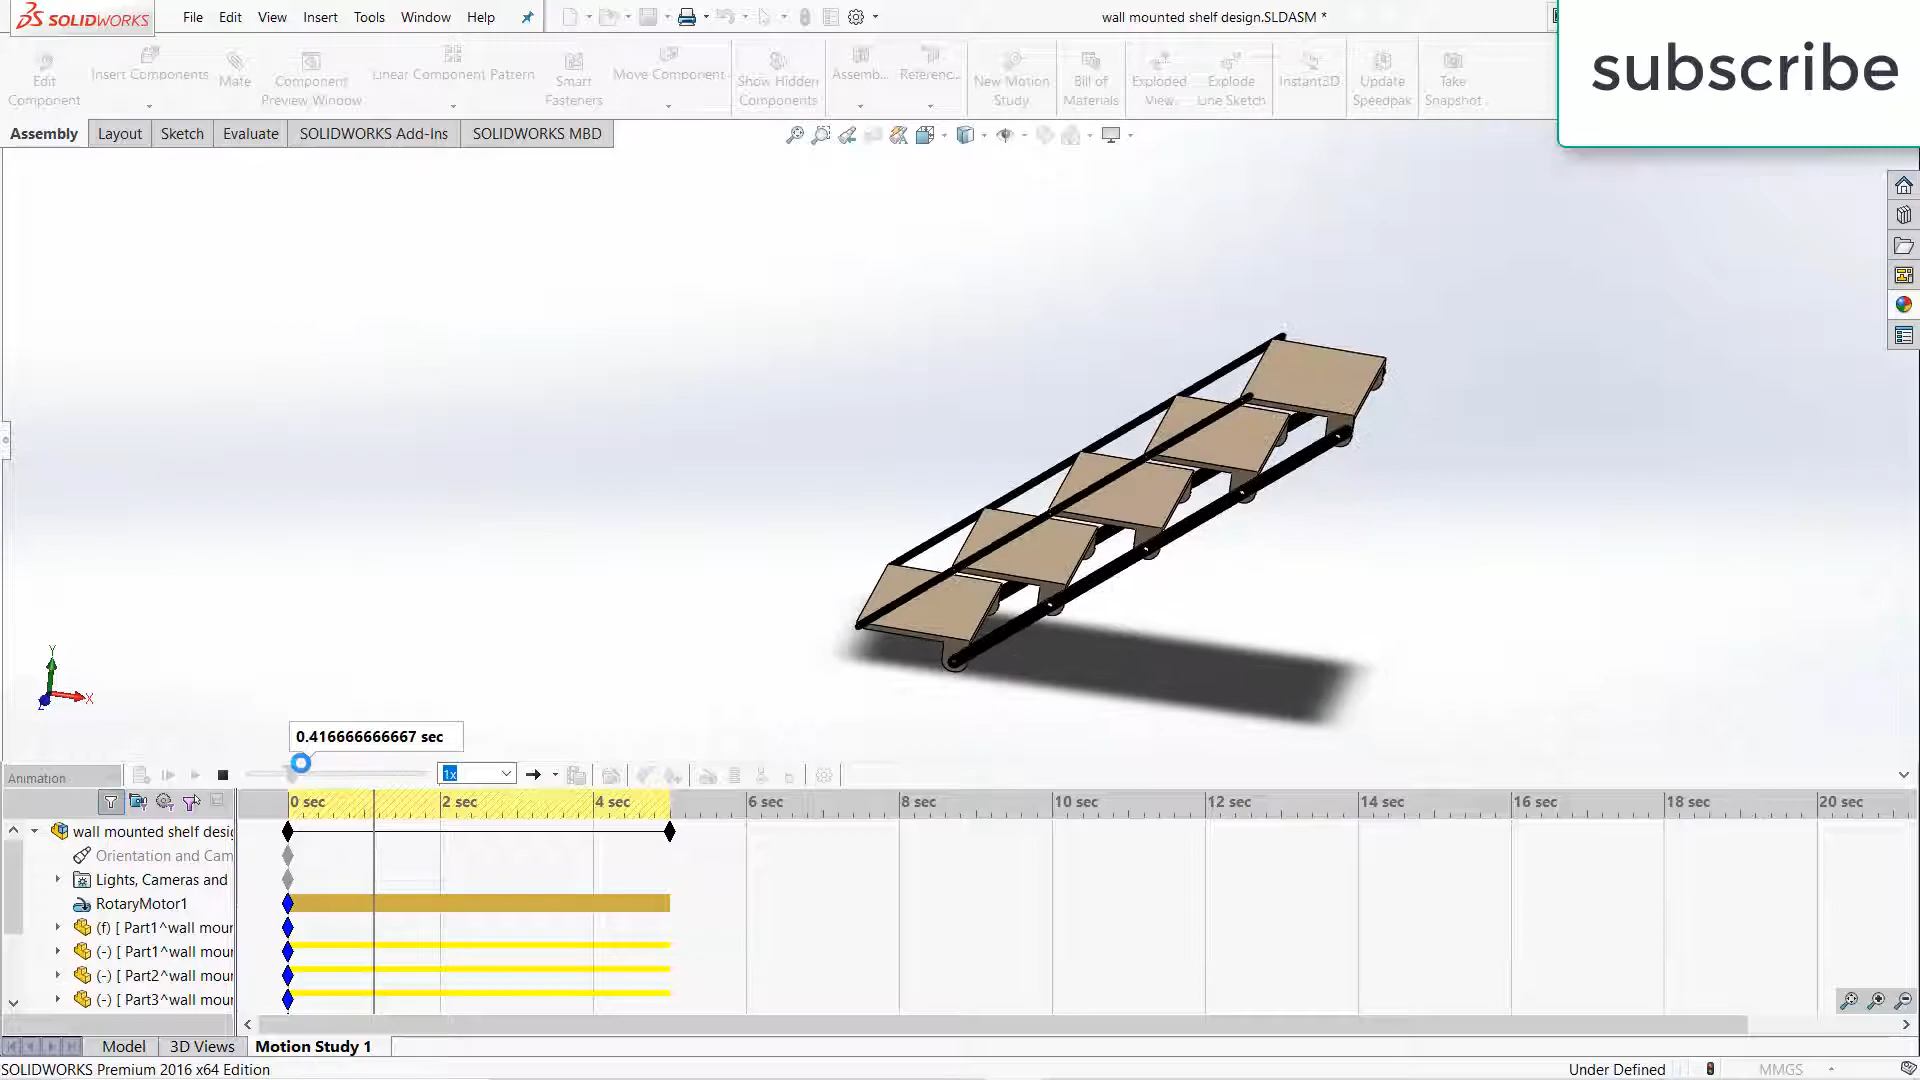 SOLIDWORKS File Edit View Insert Tools Window Help wall mounted shelf design.SLDASM *
subscribe
Edit Component
Insert Components
Mate
Component Preview Window
Linear Component Pattern
Smart Fasteners
Move Component
Show Hidden Components
Assemb...
Referenc...
New Motion Study
Bill of Materials
Exploded View
Explode Line Sketch
Instant3D
Update Speedpak
Take Snapshot
Assembly Layout Sketch Evaluate SOLIDWORKS Add-Ins SOLIDWORKS MBD
Y
X
Z
0.416666666667 sec
Animation 1x
0 sec 2 sec 4 sec 6 sec 8 sec 10 sec 12 sec 14 sec 16 sec 18 sec 20 sec
wall mounted shelf desi
Orientation and Cam
Lights, Cameras and
RotaryMotor1
(f) [ Part1^wall mour
(-) [ Part1^wall mour
(-) [ Part2^wall mour
(-) [ Part3^wall mour
Model 3D Views Motion Study 1
SOLIDWORKS Premium 2016 x64 Edition Under Defined MMGS